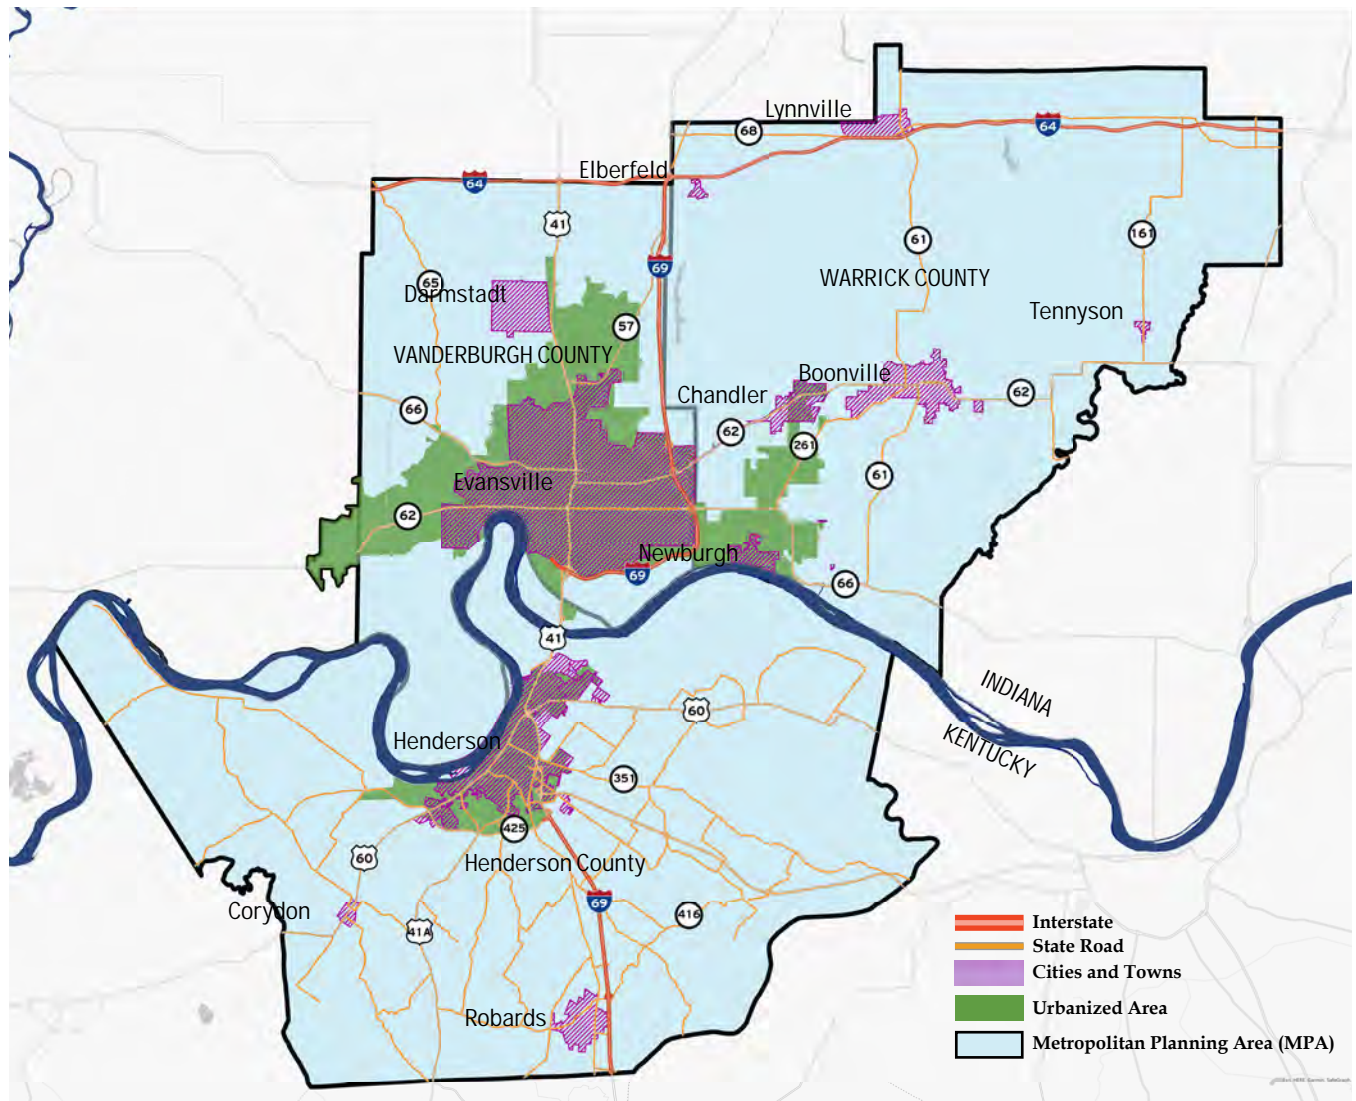 Lynnville
68
64
Elberfeld
64
41
61
161
69
WARRICK COUNTY
65
Darmstadt
Tennyson
57
VANDERBURGH COUNTY
Boonville
Chandler
62
66
62
261
61
Evansville
62
Newburgh
69
66
41
INDIANA
60
KENTUCKY
Henderson
351
425
60
Henderson County
69
Corydon
416
41A
Robards
Interstate
State Road
Cities and Towns
Urbanized Area
Metropolitan Planning Area (MPA)